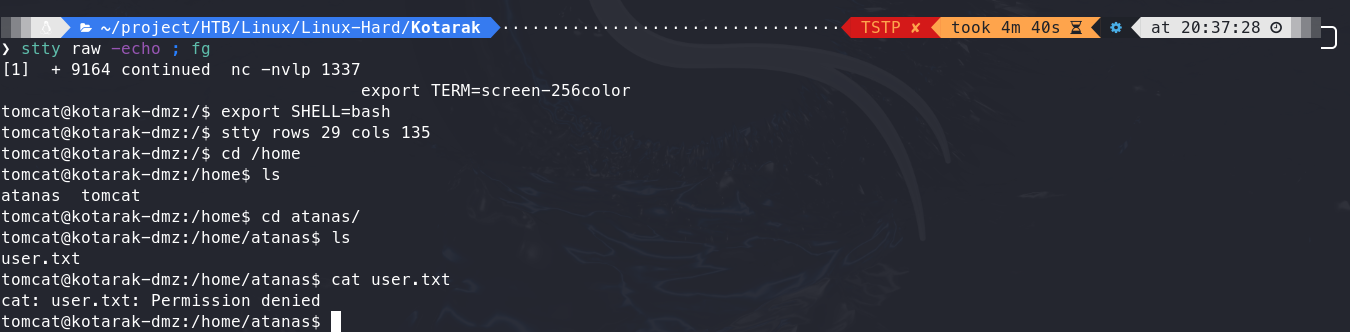 ~/project/HTB/Linux/Linux-Hard/Kotarak TSTP ✘ took 4m 40s at 20:37:28
❯ stty raw -echo ; fg
[1]  + 9164 continued  nc -nvlp 1337
export TERM=screen-256color
tomcat@kotarak-dmz:/$ export SHELL=bash
tomcat@kotarak-dmz:/$ stty rows 29 cols 135
tomcat@kotarak-dmz:/$ cd /home
tomcat@kotarak-dmz:/home$ ls
atanas  tomcat
tomcat@kotarak-dmz:/home$ cd atanas/
tomcat@kotarak-dmz:/home/atanas$ ls
user.txt
tomcat@kotarak-dmz:/home/atanas$ cat user.txt
cat: user.txt: Permission denied
tomcat@kotarak-dmz:/home/atanas$